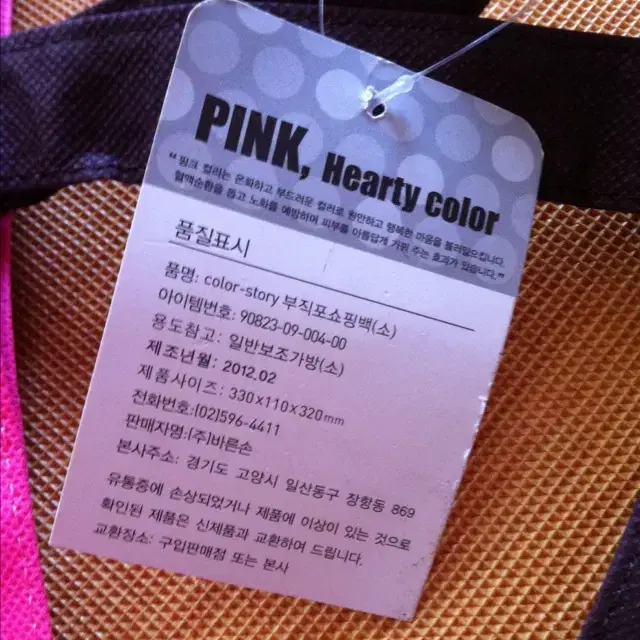 PINK, Hearty color
"핑크 컬러는 온화하고 부드러운 컬러로 원만하고 행복한 마음을 불러일으킵니다.
혈액순환을 돕고 노화를 예방하며 피부를 아름답게 가꾼 주는 효과가 있습니다."
품질표시
품명: color-story 부직포쇼핑백(소)
아이템번호: 90823-09-004-00
용도참고: 일반보조가방(소)
제조년월: 2012.02
제품사이즈: 330×110×320mm
전화번호:(02)596-4411
판매자명:(주)바른손
본사주소: 경기도 고양시 일산동구 장항동 869
유통중에 손상되었거나 제품에 이상이 있는 것으로
확인된 제품은 신제품과 교환하여 드립니다.
교환장소: 구입판매점 또는 본사